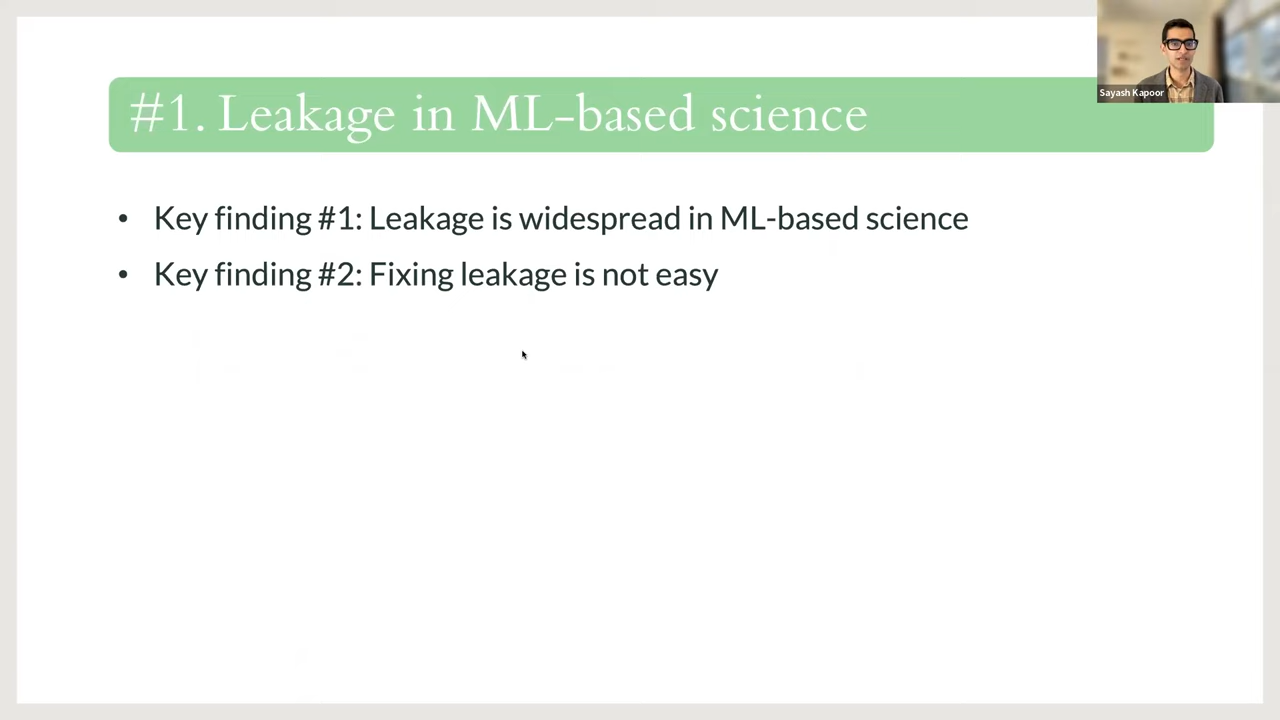 #1. Leakage in ML-based science
Sayash Kapoor
• Key finding #1: Leakage is widespread in ML-based science
• Key finding #2: Fixing leakage is not easy